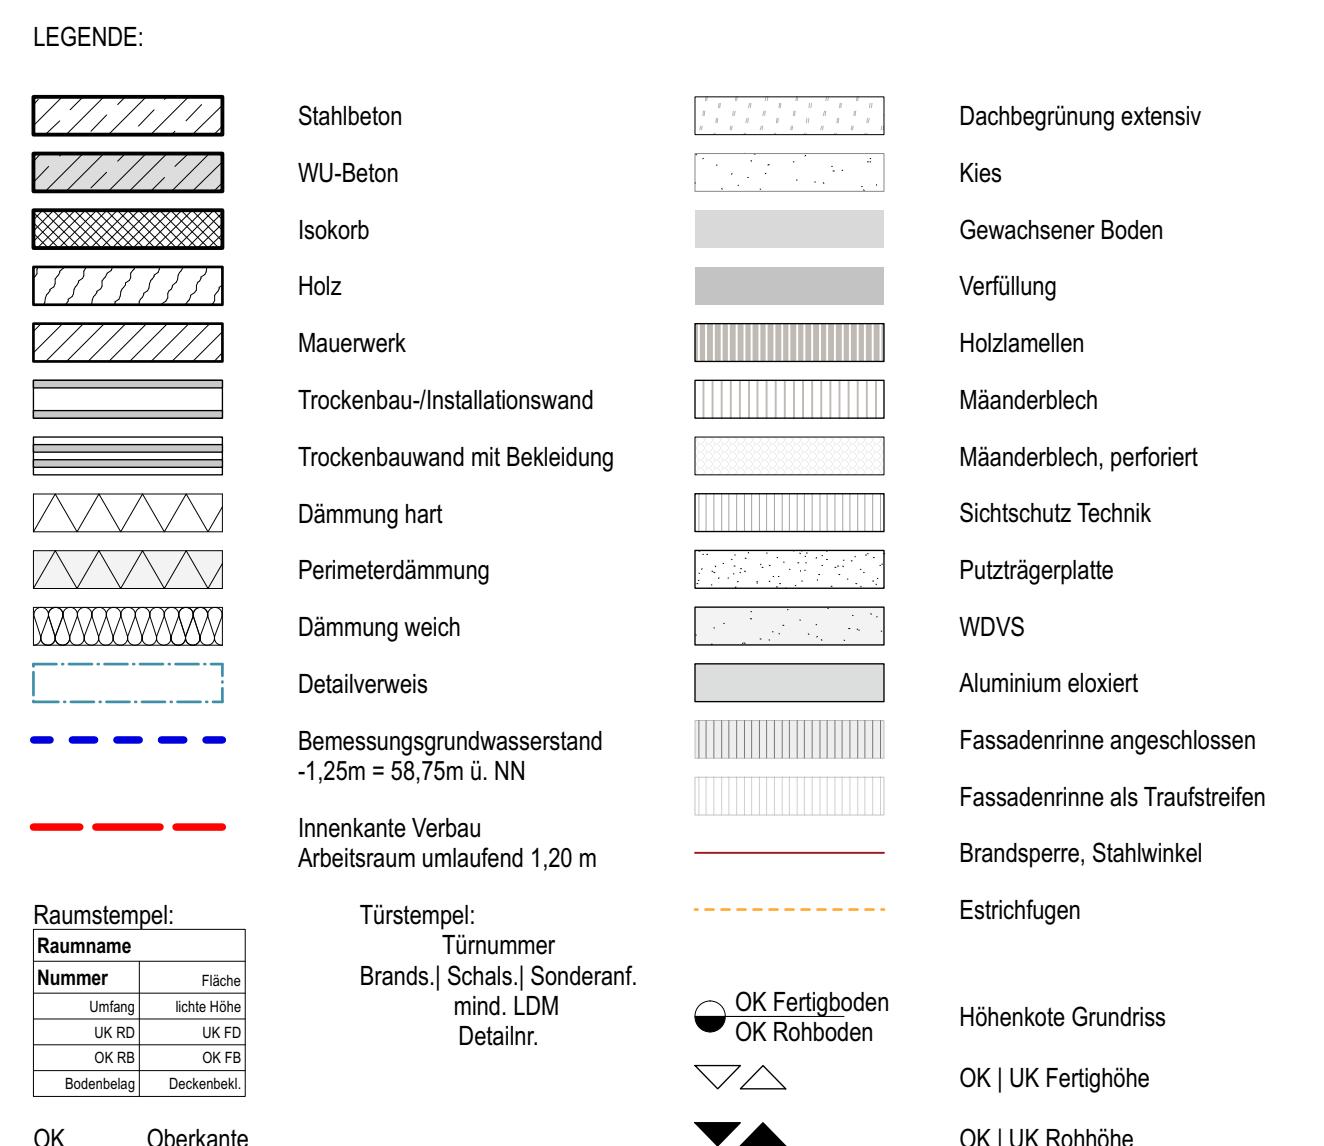 LEGENDE:
Stahlbeton
WU-Beton
Isokorb
Holz
Mauerwerk
Trockenbau-/Installationswand
Trockenbauwand mit Bekleidung
Dämmung hart
Perimeterdämmung
Dämmung weich
Detailverweis
Bemessungsgrundwasserstand
-1,25m = 58,75m ü. NN
Innenkante Verbau
Arbeitsraum umlaufend 1,20 m
Raumstempel:
Raumname
Nummer Fläche
Umfang lichte Höhe
UK RD UK FD
OK RB OK FB
Bodenbelag Deckenbekl.
OK Oberkante
Türstempel:
Türnummer
Brands.| Schals.| Sonderanf.
mind. LDM
Detailnr.
Dachbegrünung extensiv
Kies
Gewachsener Boden
Verfüllung
Holzlamellen
Mäanderblech
Mäanderblech, perforiert
Sichtschutz Technik
Putzträgerplatte
WDVS
Aluminium eloxiert
Fassadenrinne angeschlossen
Fassadenrinne als Traufstreifen
Brandsperre, Stahlwinkel
Estrichfugen
OK Fertigboden
OK Rohboden
Höhenkote Grundriss
OK | UK Fertighöhe
OK | UK Rohhöhe